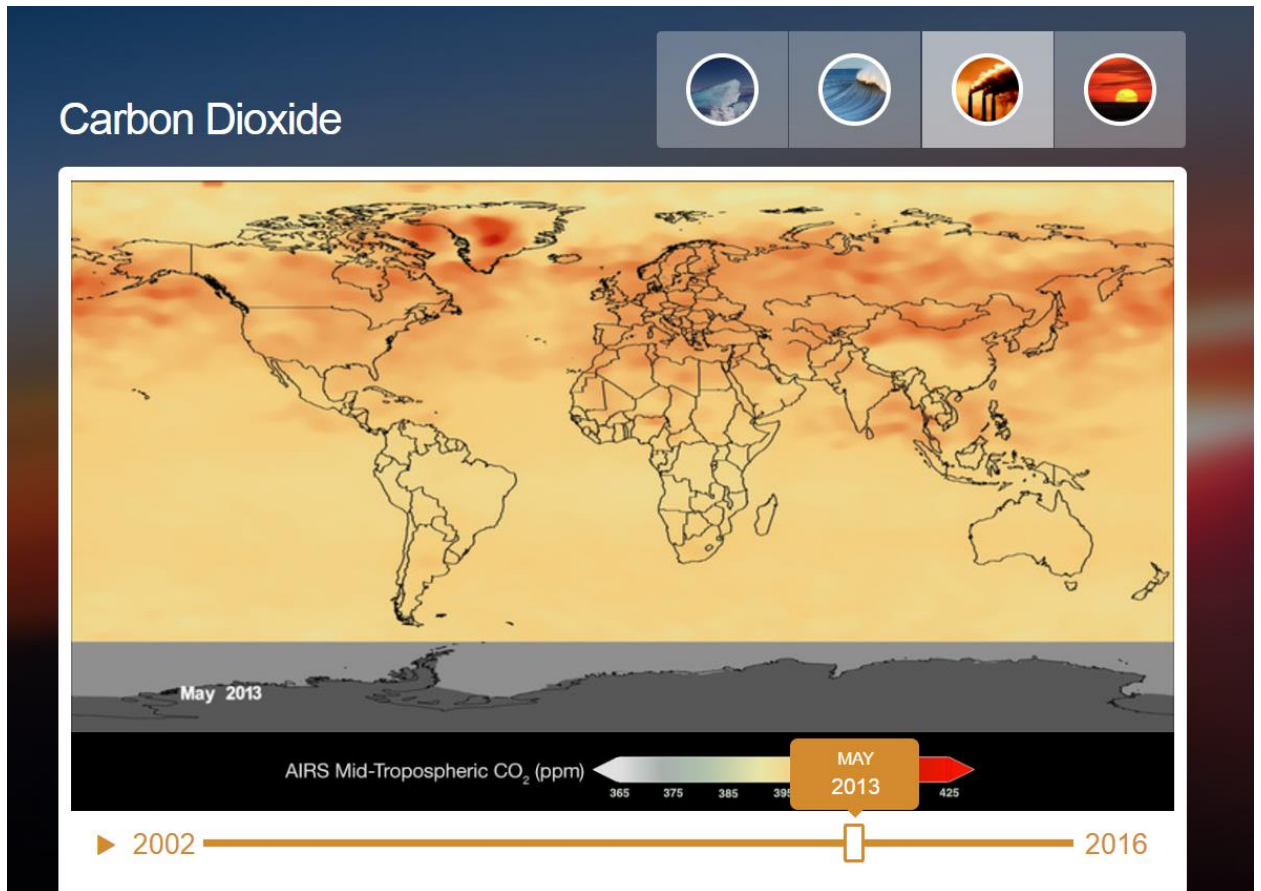 Carbon Dioxide
May 2013
AIRS Mid-Tropospheric CO₂ (ppm)
365 375 385 395 425
MAY
2013
2002 2016